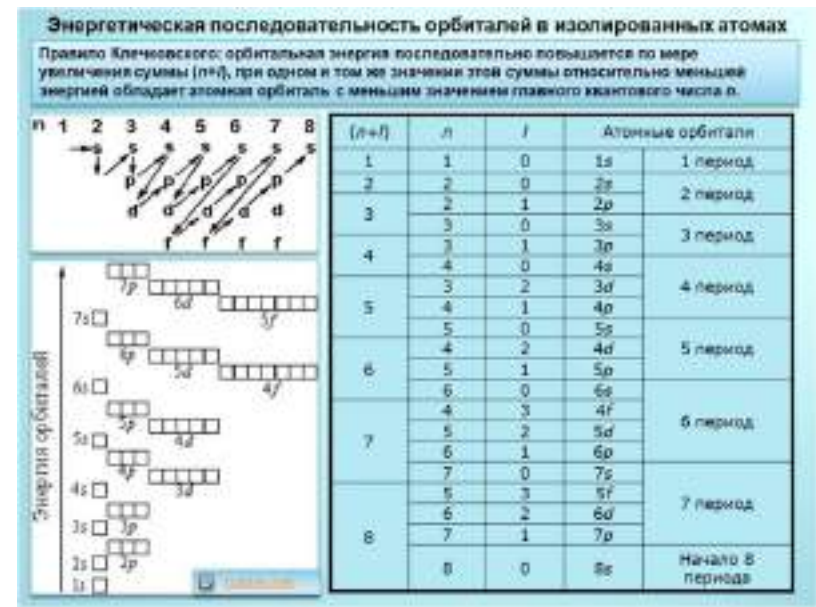 Энергетическая последовательность орбиталей в изолированных атомах
Правило Клечковского: орбитальная энергия последовательно повышается по мере
увеличения суммы (n+l), при одном и том же значении этой суммы относительно меньшей
энергией обладает атомная орбиталь с меньшим значением главного квантового числа n.
n 1 2 3 4 5 6 7 8
s s s s s s s
p p p p p p
d d d d d
f f f f
Энергия орбиталей
7p
6d
5f
7s
6p
5d
4f
6s
5p
4d
5s
4p
3d
4s
3p
3s
2p
2s
1s
(n+l) n l Атомные орбитали
1 1 0 1s 1 период
2 2 0 2s 2 период
3 2 1 2p
3 0 3s 3 период
4 3 1 3p
4 0 4s 4 период
5 3 2 3d
4 1 4p
5 0 5s 5 период
6 4 2 4d
5 1 5p
6 0 6s 6 период
7 4 3 4f
5 2 5d
6 1 6p
7 0 7s 7 период
8 5 3 5f
6 2 6d
7 1 7p
8 0 8s Начало 8
периода